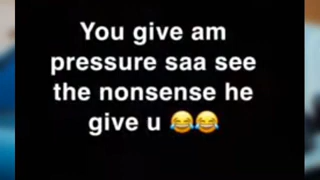 You give am
pressure saa see
the nonsense he
give u 😂😂